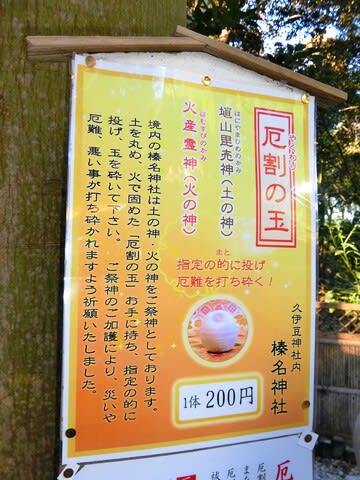 厄割の玉
やくわりのたま
埴山毘売神(土の神)
はにやまひめのかみ
火産霊神(火の神)
ほむすびのかみ
指定の的に投げ
まと
厄難を打ち砕く!
久伊豆神社内
榛名神社
1体 200円
境内の榛名神社は土の神・火の神をご祭神としております。
土を丸め、火で固めた「厄割の玉」お手に持ち、指定の的に
投げ、玉を砕いて下さい。 ご祭神のご加護により、災いや
厄難、悪い事が打ち砕かれますよう祈願いたしました。
厄